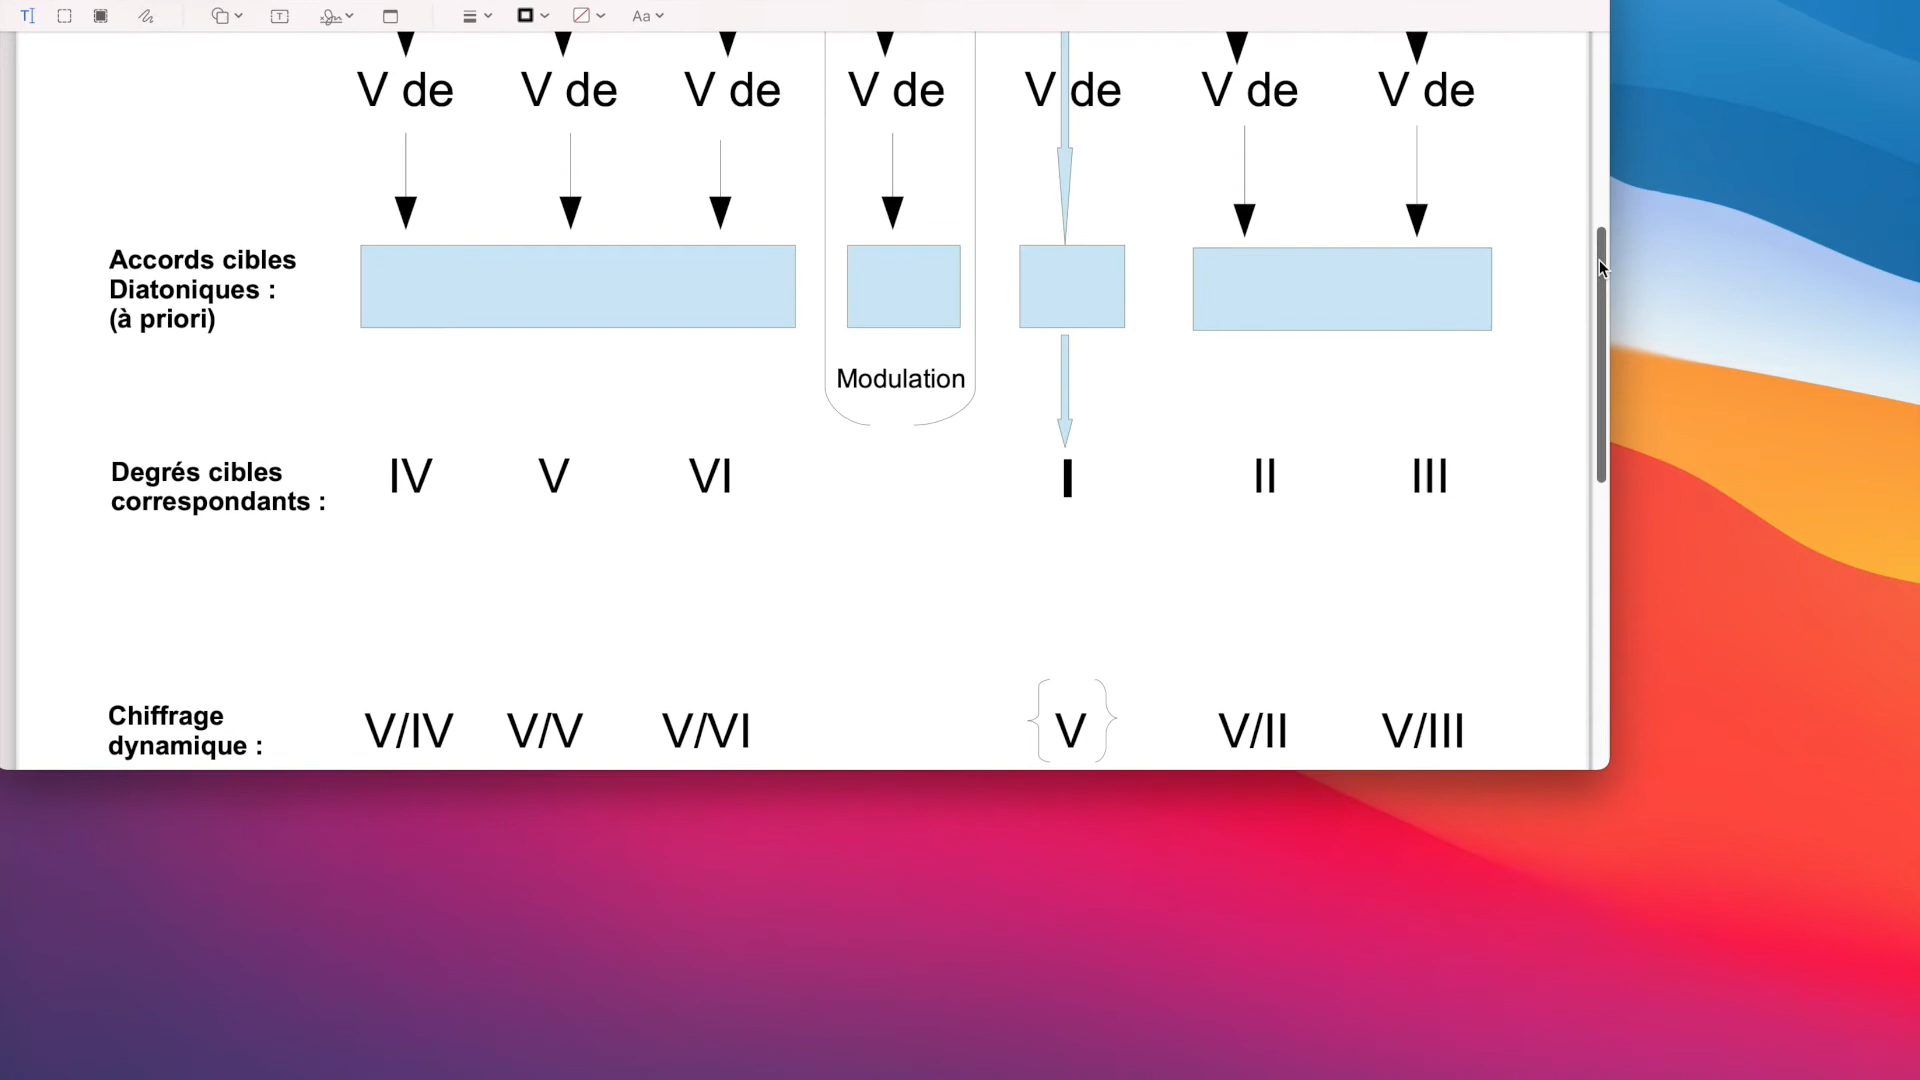 Aa
V de V de V de V de V de V de V de
Accords cibles
Diatoniques :
(à priori)
Modulation
Degrés cibles
correspondants :
IV V VI I II III
Chiffrage
dynamique :
V/IV V/V V/VI { V } V/II V/III